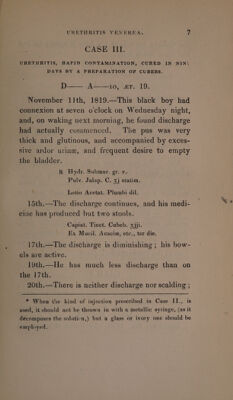 URETHRITIS VENEREA. 7
CASE III.
URETHRITIS, RAPID CONTAMINATION, CURED IN NINE
DAYS BY A PREPARATION OF CUBEBS.
D—— A——IO, ÆT. 19.
November 11th, 1819.—This black boy had
connexion at seven o'clock on Wednesday night,
and, on waking next morning, he found discharge
had actually commenced. The pus was very
thick and glutinous, and accompanied by exces-
sive ardor urinæ, and frequent desire to empty
the bladder.
℞ Hydr. Submur. gr. v.
Pulv. Jalap. C. ʒj statim.
Lotio Acetat. Plumbi dil.
15th.—The discharge continues, and his medi-
cine has produced but two stools.
Capiat. Tinct. Cubeb. ʒjj.
Ex Mucil. Acaciæ, etc., ter die.
17th.—The discharge is diminishing; his bow-
els are active.
19th.—He has much less discharge than on
the 17th.
20th.—There is neither discharge nor scalding;
* When the kind of injection prescribed in Case II., is
used, it should not be thrown in with a metallic syringe, (as it
decomposes the solution,) but a glass or ivory one should be
employed.